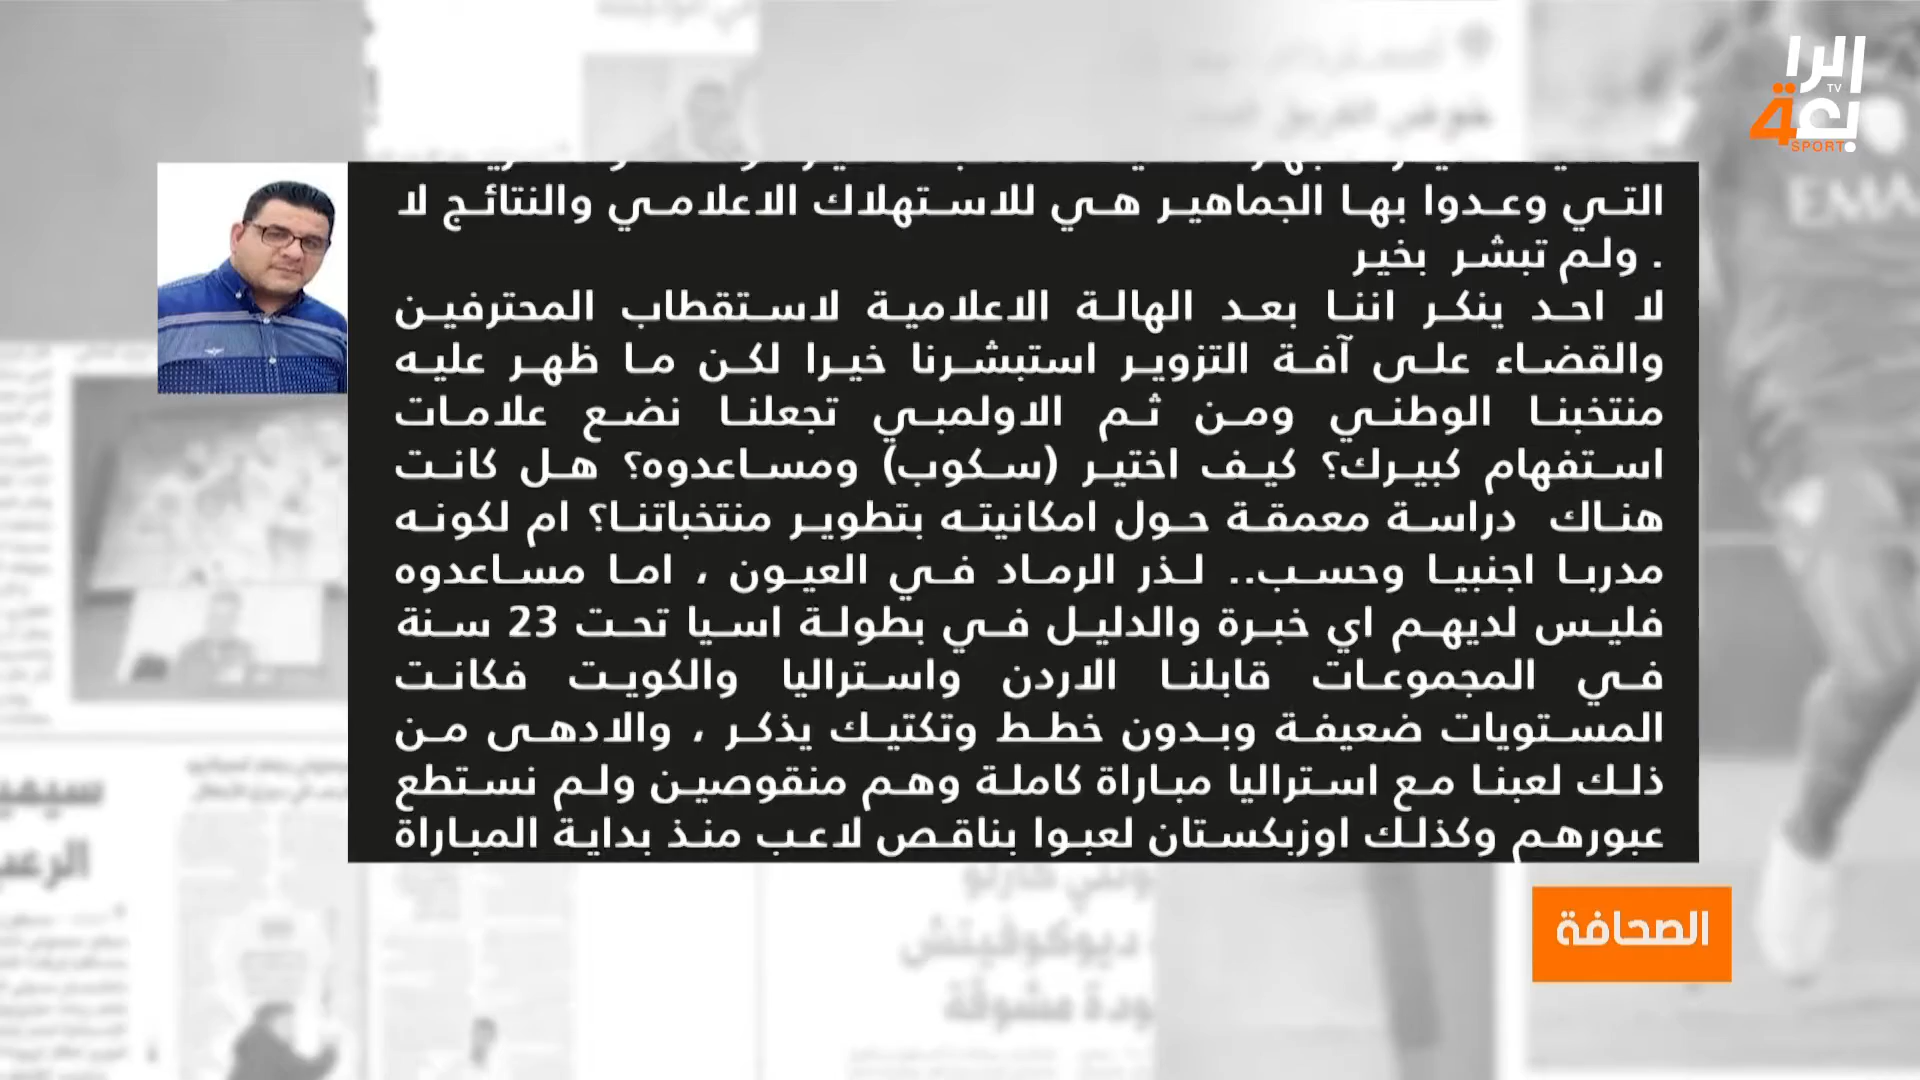 الرابعة
TV
4
SPORT
التي وعدوا بها الجماهير هي للاستهلاك الاعلامي والنتائج لا
. ولم تبشر بخير
لا احد ينكر اننا بعد الهالة الاعلامية لاستقطاب المحترفين
والقضاء على آفة التزوير استبشرنا خيرا لكن ما ظهر عليه
منتخبنا الوطني ومن ثم الاولمبي تجعلنا نضع علامات
استفهام كبيرك؟ كيف اختير (سكوب) ومساعدوه؟ هل كانت
هناك دراسة معمقة حول امكانيته بتطوير منتخباتنا؟ ام لكونه
مدربا اجنبيا وحسب.. لذر الرماد في العيون ، اما مساعدوه
فليس لديهم اي خبرة والدليل في بطولة اسيا تحت 23 سنة
في المجموعات قابلنا الاردن واستراليا والكويت فكانت
المستويات ضعيفة وبدون خطط وتكتيك يذكر ، والادهى من
ذلك لعبنا مع استراليا مباراة كاملة وهم منقوصين ولم نستطع
عبورهم وكذلك اوزبكستان لعبوا بناقص لاعب منذ بداية المباراة
الصحافة
ديوكوفيتش
ودة مشوقة
الرعب